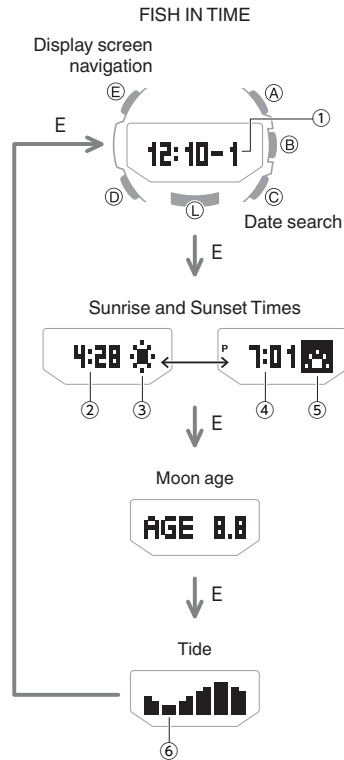 FISH IN TIME
Display screen
navigation
Ⓔ Ⓐ
E ①
12:10-1 Ⓑ
Ⓓ Ⓛ Ⓒ
Date search
E
Sunrise and Sunset Times
4:28 P 7:01
② ③ ④ ⑤
E
Moon age
AGE 8.8
E
Tide
⑥